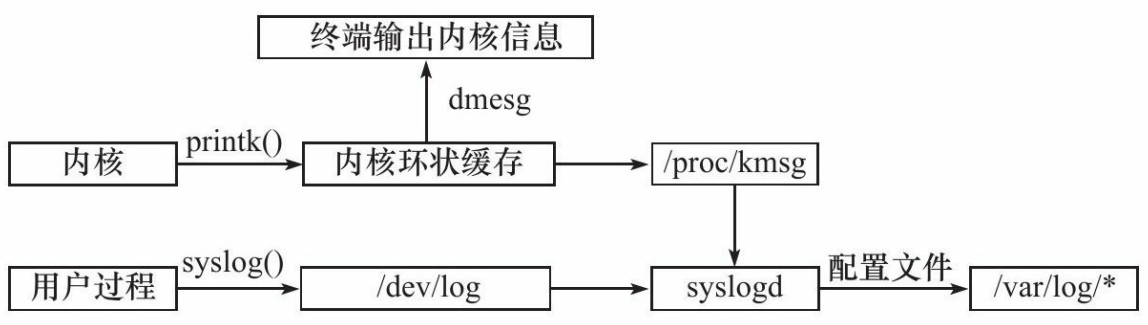 终端输出内核信息
dmesg
内核
printk()
内核环状缓存
/proc/kmsg
用户过程
syslog()
/dev/log
syslogd
配置文件
/var/log/*